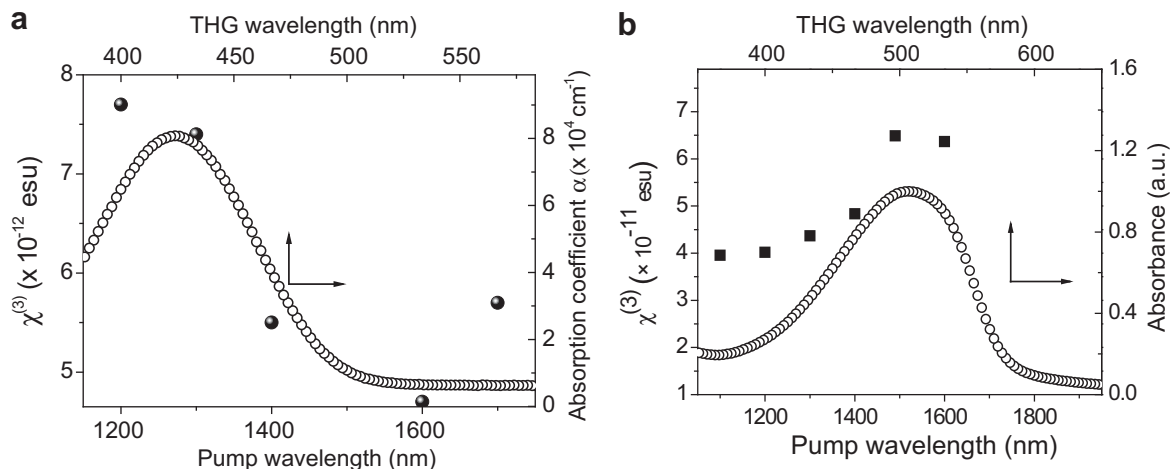 a
THG wavelength (nm)
400 450 500 550
8
7
6
5
χ(3) (x 10-12 esu)
8
6
4
2
0
Absorption coefficient α(x 104 cm-1)
1200 1400 1600
Pump wavelength (nm)
b
THG wavelength (nm)
400 500 600
7
6
5
4
3
2
1
χ(3) (× 10-11 esu)
1.6
1.2
0.8
0.4
0.0
Absorbance (a.u.)
1200 1400 1600 1800
Pump wavelength (nm)